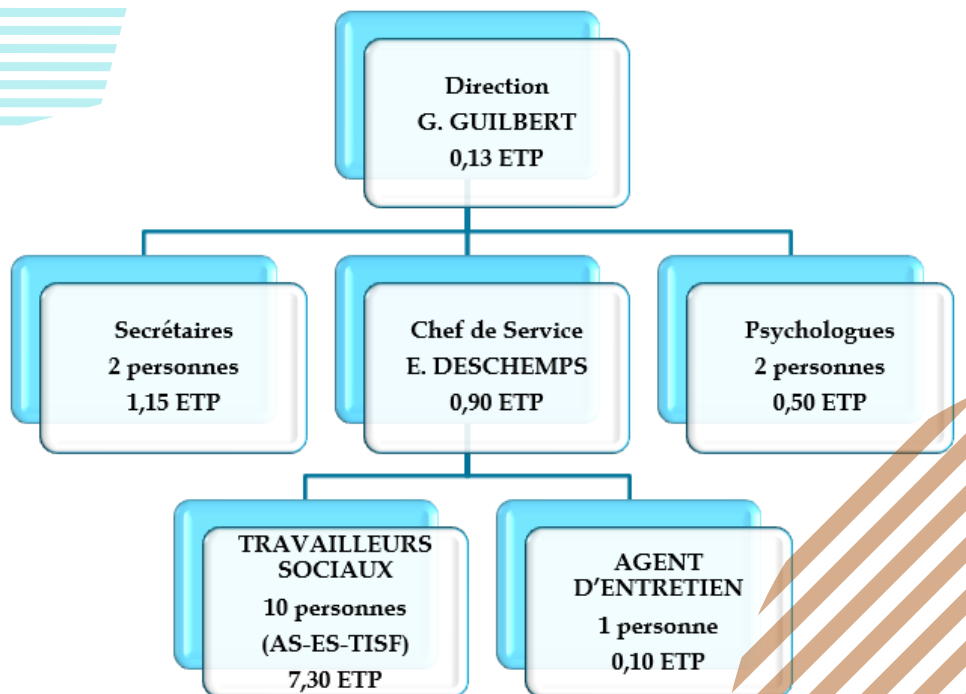 Direction
G. GUILBERT
0,13 ETP
Secrétaires
2 personnes
1,15 ETP
Chef de Service
E. DESCHEMPS
0,90 ETP
Psychologues
2 personnes
0,50 ETP
TRAVAILLEURS
SOCIAUX
10 personnes
(AS-ES-TISF)
7,30 ETP
AGENT
D’ENTRETIEN
1 personne
0,10 ETP